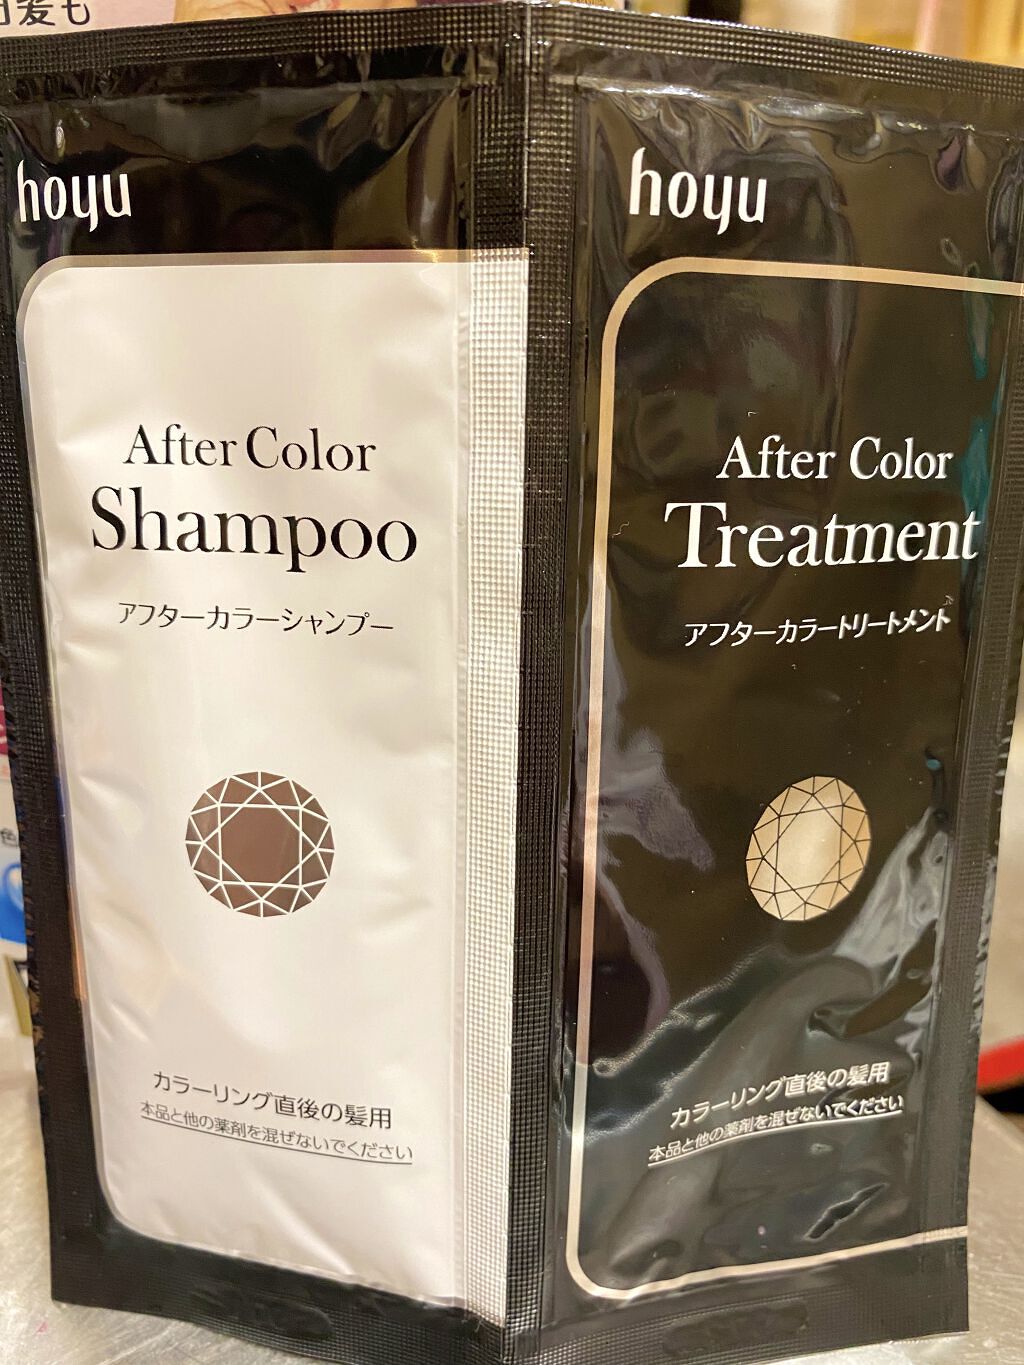 髪も
hoyu
After Color
Shampoo
アフターカラーシャンプー
カラーリング直後の髪用
本品と他の薬剤を混ぜないでください
hoyu
After Color
Treatment
アフターカラートリートメント
カラーリング直後の髪用
本品と他の薬剤を混ぜないでください
色